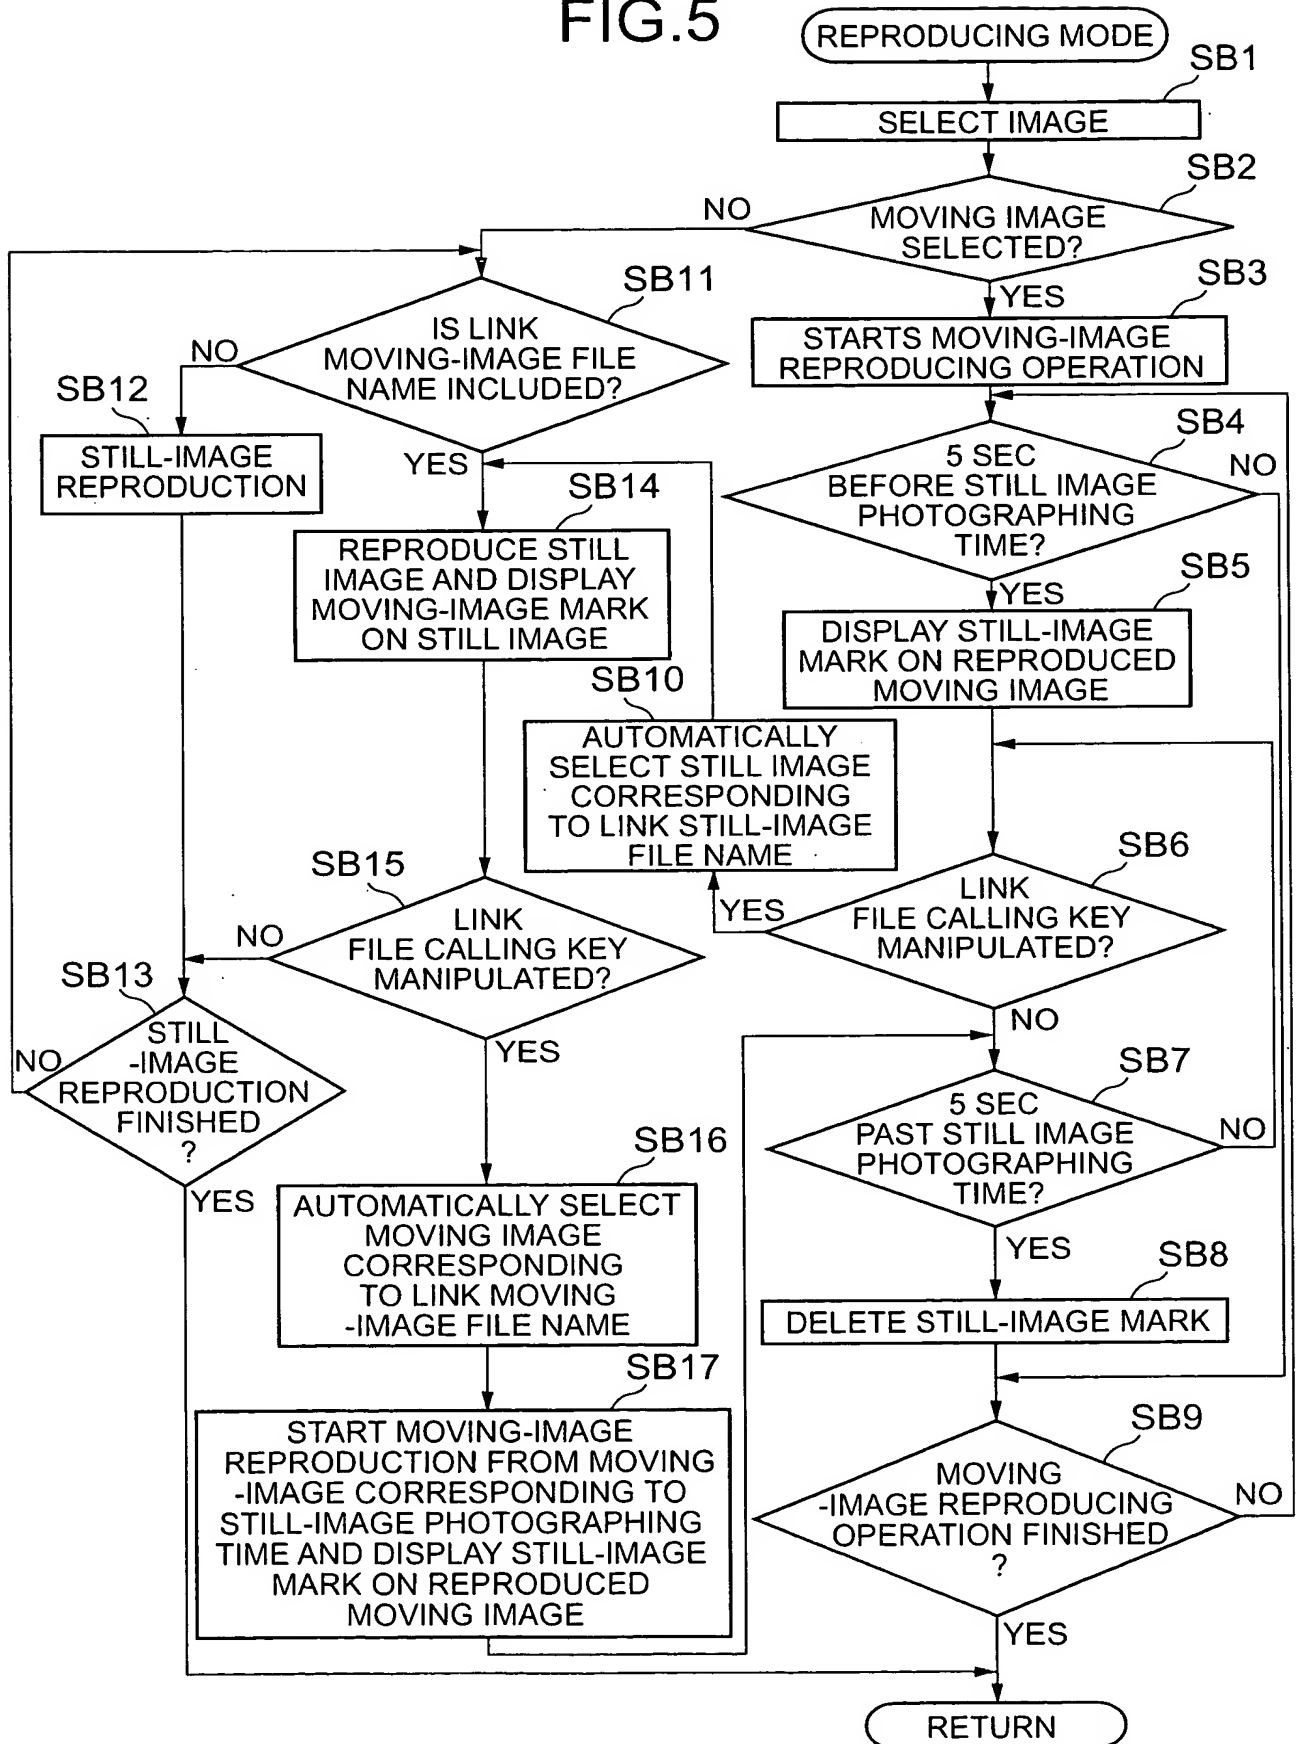 FIG.5
REPRODUCING MODE
SB1
SELECT IMAGE
SB2
MOVING IMAGE
SELECTED?
NO
YES
SB3
STARTS MOVING-IMAGE
REPRODUCING OPERATION
SB4
5 SEC
BEFORE STILL IMAGE
PHOTOGRAPHING
TIME?
NO
YES
SB5
DISPLAY STILL-IMAGE
MARK ON REPRODUCED
MOVING IMAGE
SB6
LINK
FILE CALLING KEY
MANIPULATED?
YES
NO
SB7
5 SEC
PAST STILL IMAGE
PHOTOGRAPHING
TIME?
NO
YES
SB8
DELETE STILL-IMAGE MARK
SB9
MOVING
-IMAGE REPRODUCING
OPERATION FINISHED
?
NO
YES
RETURN
SB10
AUTOMATICALLY
SELECT STILL IMAGE
CORRESPONDING
TO LINK STILL-IMAGE
FILE NAME
SB11
IS LINK
MOVING-IMAGE FILE
NAME INCLUDED?
NO
YES
SB12
STILL-IMAGE
REPRODUCTION
SB13
STILL
-IMAGE
REPRODUCTION
FINISHED
?
NO
YES
SB14
REPRODUCE STILL
IMAGE AND DISPLAY
MOVING-IMAGE MARK
ON STILL IMAGE
SB15
LINK
FILE CALLING KEY
MANIPULATED?
NO
YES
SB16
AUTOMATICALLY SELECT
MOVING IMAGE
CORRESPONDING
TO LINK MOVING
-IMAGE FILE NAME
SB17
START MOVING-IMAGE
REPRODUCTION FROM MOVING
-IMAGE CORRESPONDING TO
STILL-IMAGE PHOTOGRAPHING
TIME AND DISPLAY STILL-IMAGE
MARK ON REPRODUCED
MOVING IMAGE